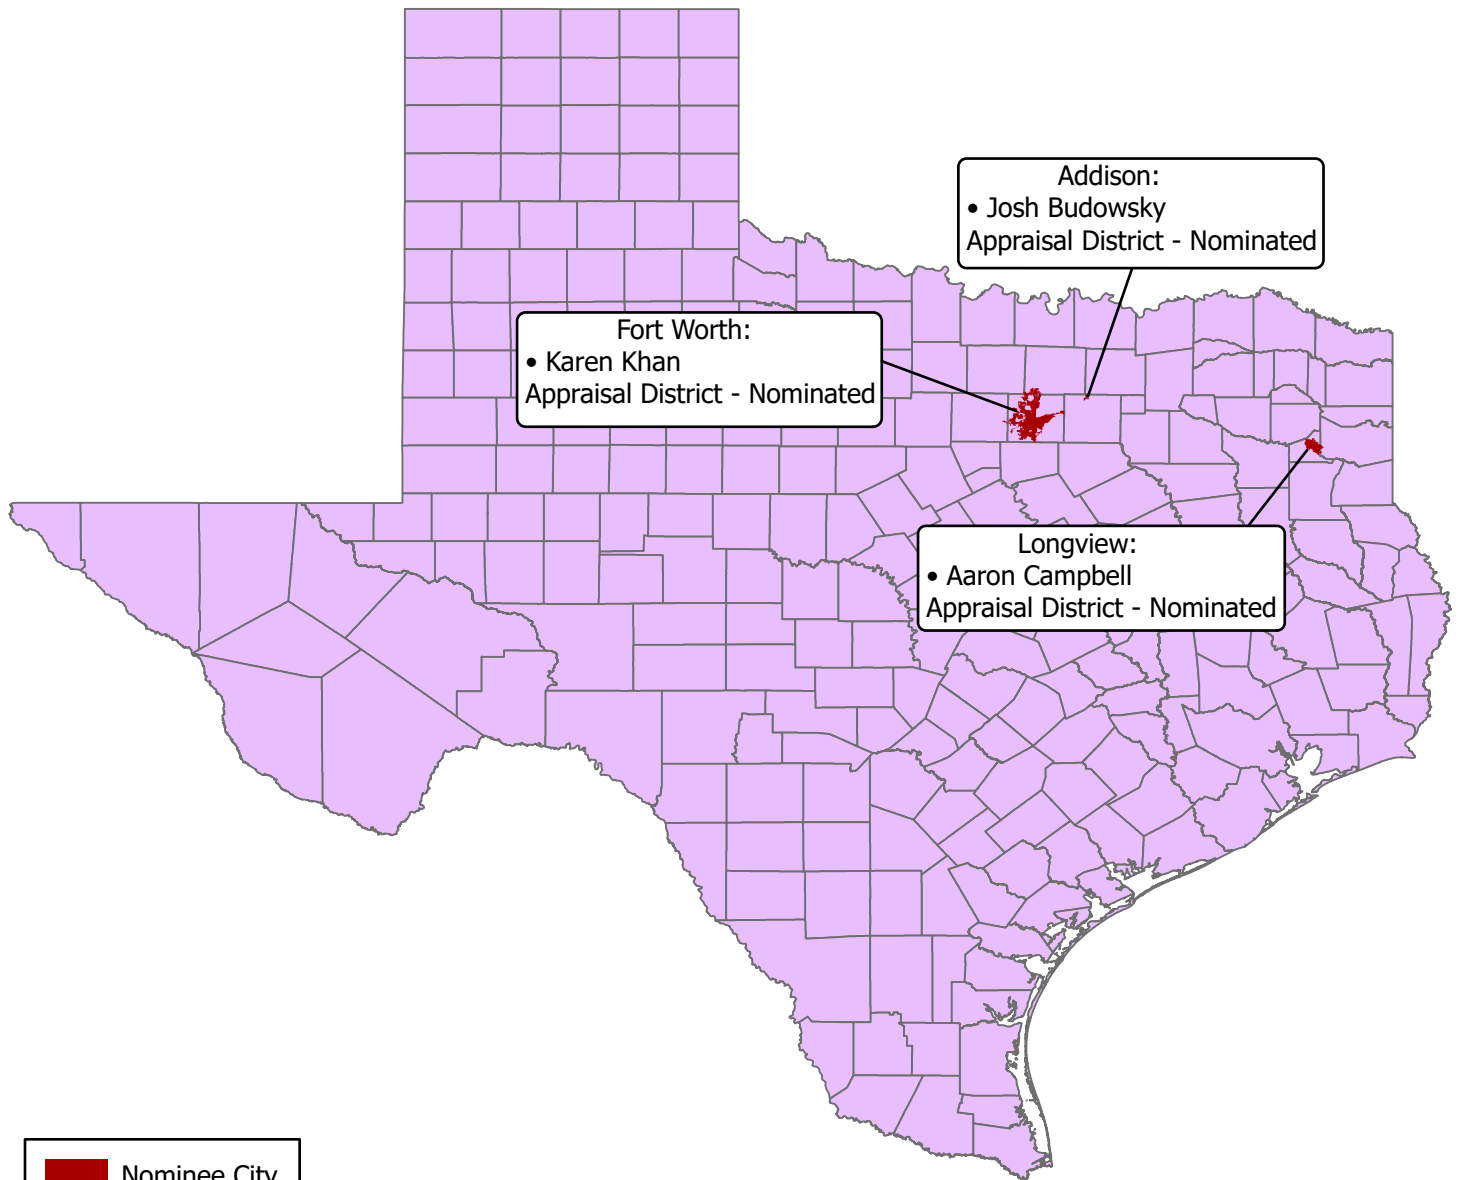 Addison:
• Josh Budowsky
Appraisal District - Nominated
Fort Worth:
• Karen Khan
Appraisal District - Nominated
Longview:
• Aaron Campbell
Appraisal District - Nominated
Nominee City